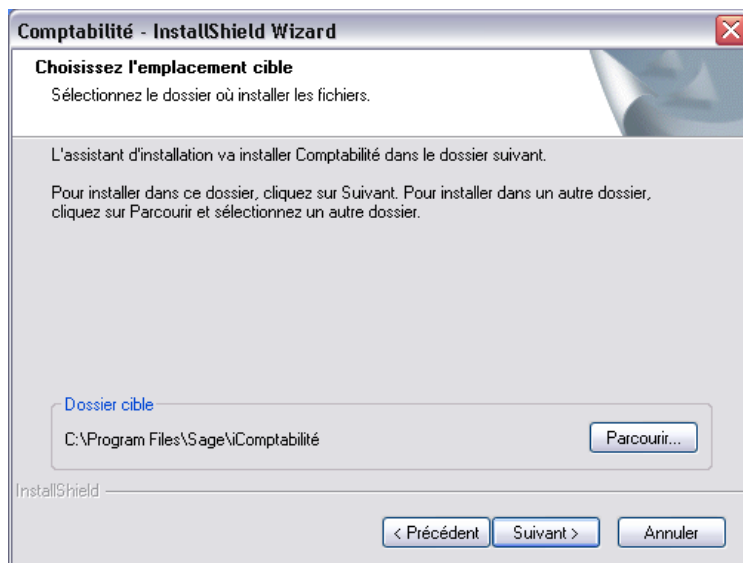 Comptabilité - InstallShield Wizard
Choisissez l'emplacement cible
Sélectionnez le dossier où installer les fichiers.
L'assistant d'installation va installer Comptabilité dans le dossier suivant.
Pour installer dans ce dossier, cliquez sur Suivant. Pour installer dans un autre dossier,
cliquez sur Parcourir et sélectionnez un autre dossier.
Dossier cible
C:\Program Files\Sage\iComptabilité
Parcourir...
InstallShield
< Précédent
Suivant >
Annuler